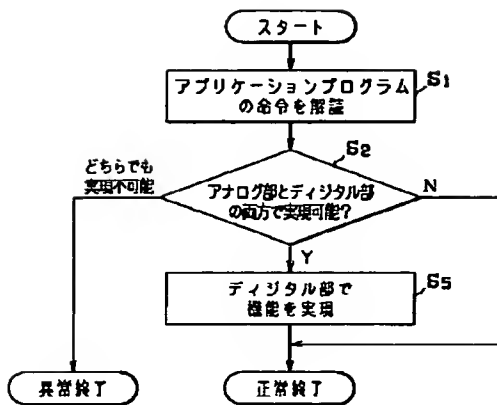 スタート
アプリケーションプログラム
の命令を解証
S1
S2
どちらでも
実現不可能
アナログ部とディジタル部
の両方で実現可能?
N
Y
ディジタル部で
機能を実現
S5
異常終了
正常終了